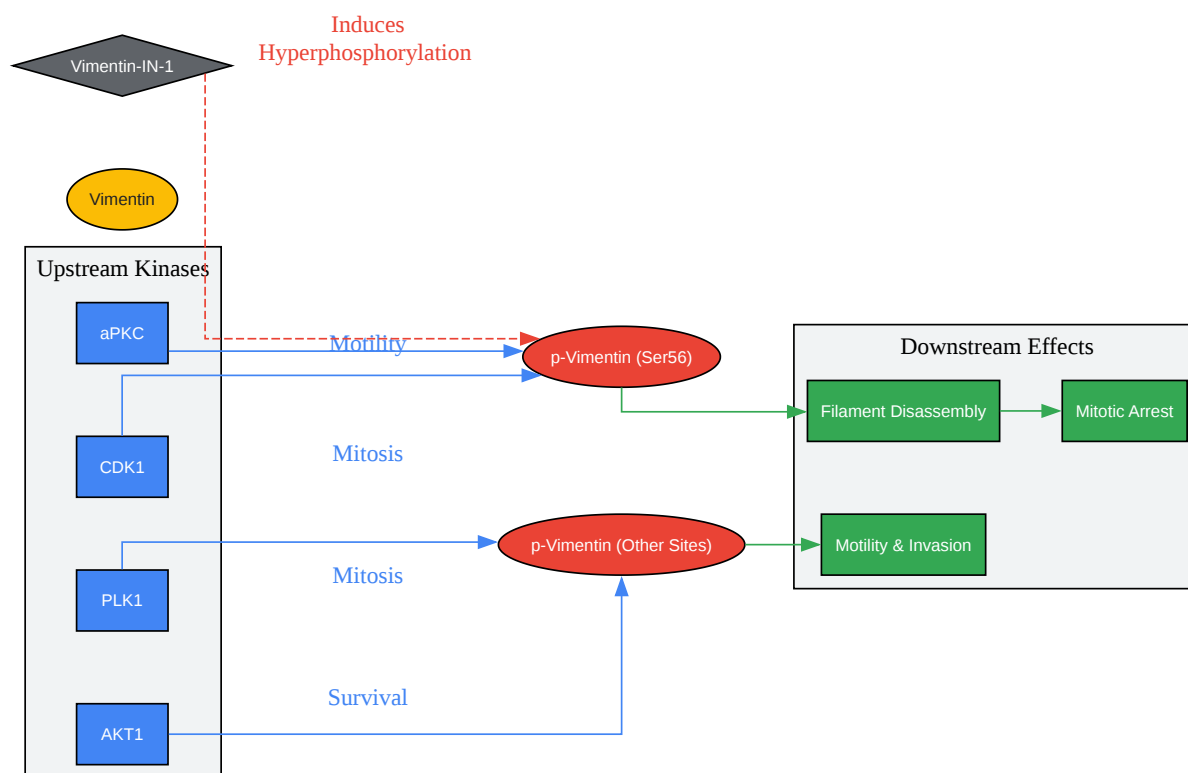 Induces
Hyperphosphorylation
Vimentin-IN-1
Vimentin
Upstream Kinases
aPKC
Motility
p-Vimentin (Ser56)
Downstream Effects
Filament Disassembly
Mitotic Arrest
CDK1
Mitosis
p-Vimentin (Other Sites)
Motility & Invasion
PLK1
Mitosis
Survival
AKT1